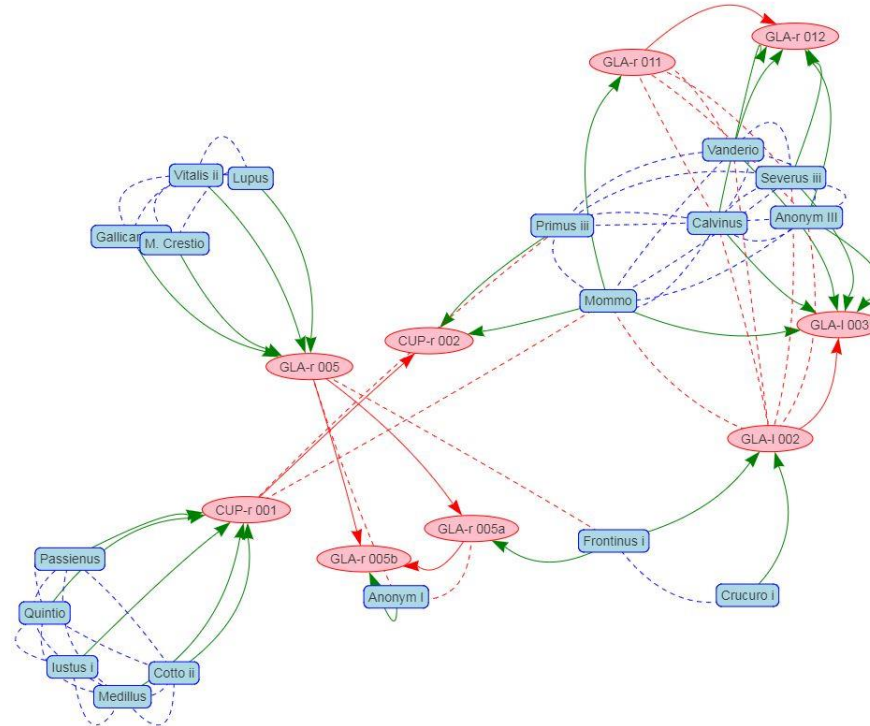 GLA-r 012
GLA-r 011
Vanderio
Vitalis ii
Lupus
Severus iii
Primus iii
Calvinus
Anonym III
M. Crestio
Mommo
GLA-l 003
CUP-r 002
GLA-r 005
GLA-l 002
CUP-r 001
GLA-r 005a
Frontinus i
Passienus
GLA-r 005b
Anonym I
Crucuro i
Quintio
Iustus i
Cotto ii
Medillus